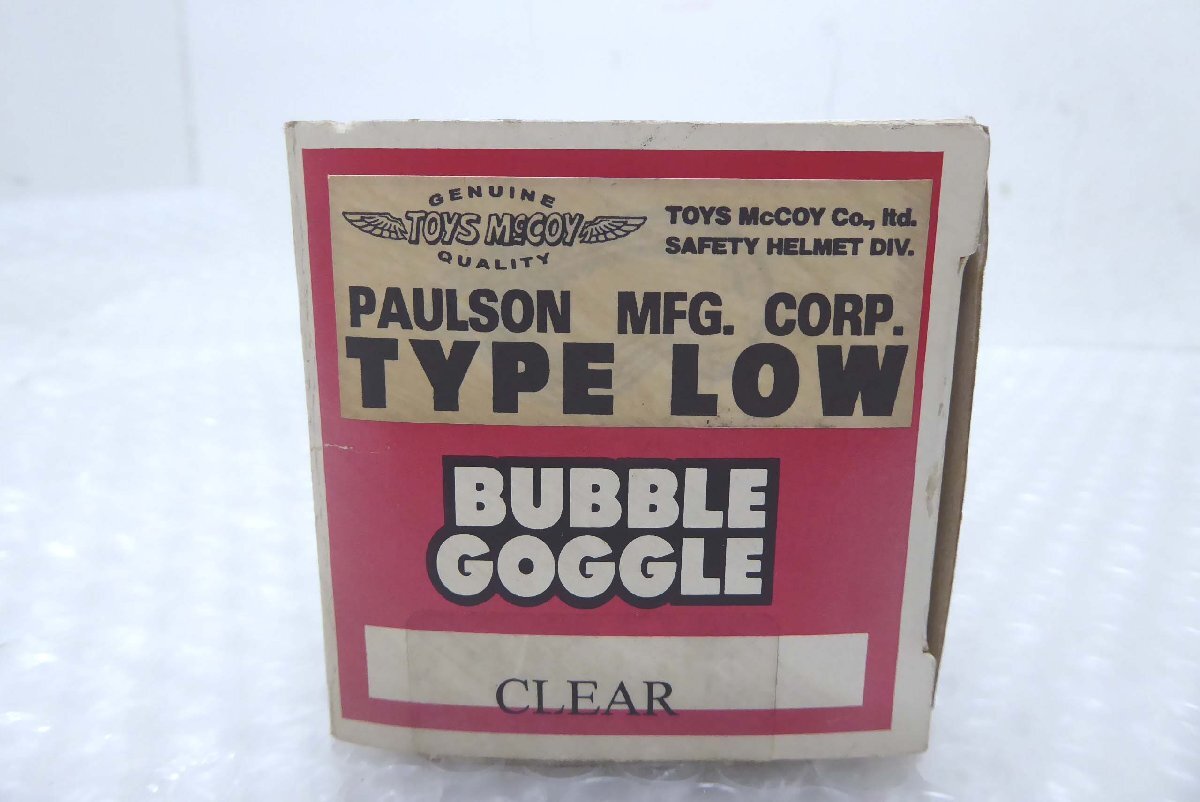 GENUINE
TOYS McCOY
QUALITY
TOYS McCOY Co., ltd.
SAFETY HELMET DIV.
PAULSON MFG. CORP.
TYPE LOW
BUBBLE
GOGGLE
CLEAR